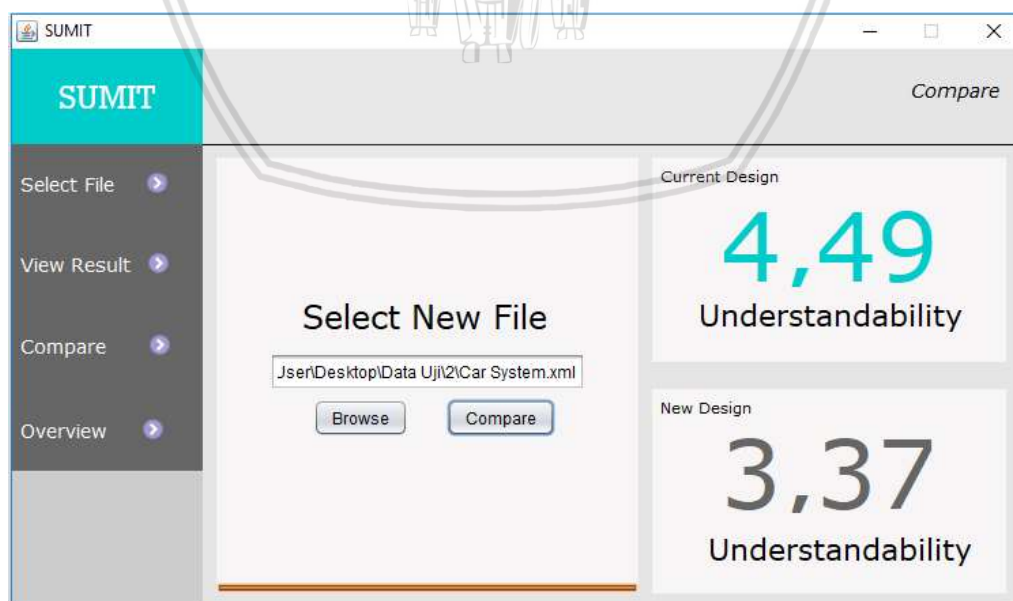 SUMIT
SUMIT
Compare
Select File
View Result
Compare
Overview
Select New File
Jser\Desktop\Data Uji\2\Car System.xml
Browse
Compare
Current Design
4,49
Understandability
New Design
3,37
Understandability